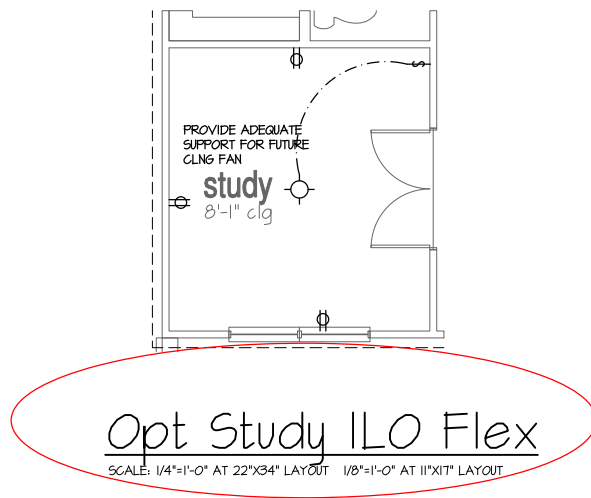 S
PROVIDE ADEQUATE
SUPPORT FOR FUTURE
CLNG FAN
study
8'-1" clg
Opt Study ILO Flex
SCALE: 1/4"=1'-0" AT 22"X34" LAYOUT 1/8"=1'-0" AT 11"X17" LAYOUT